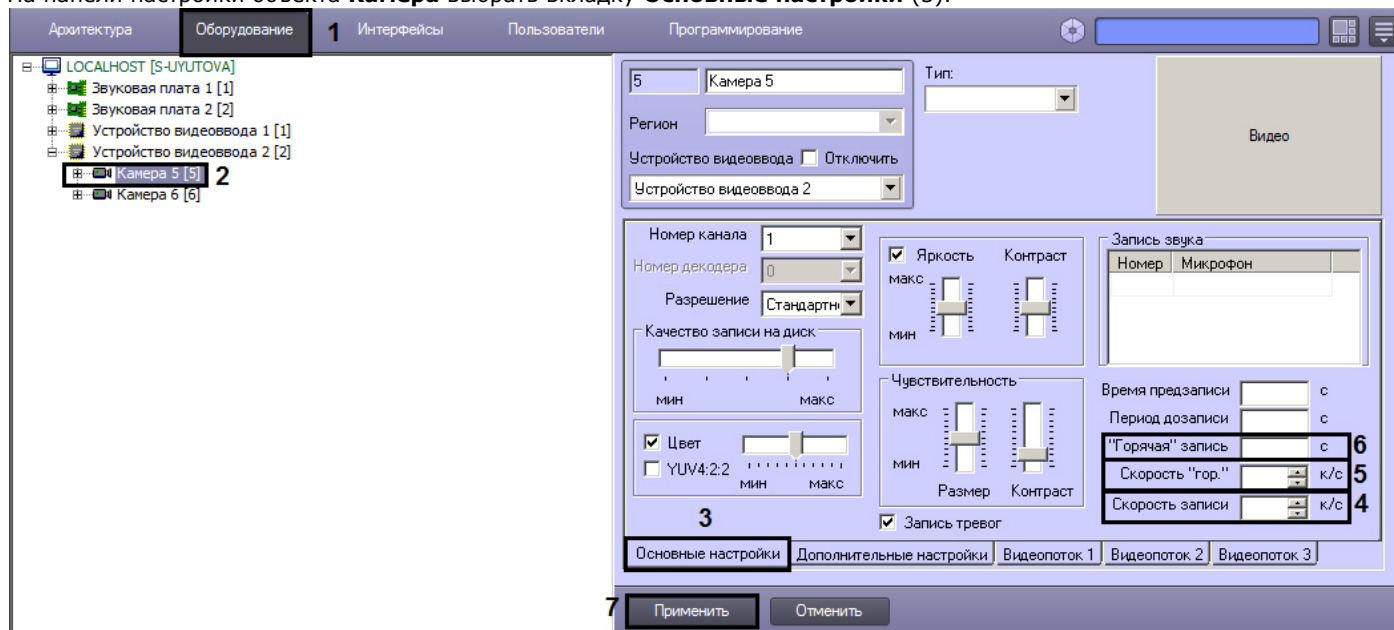 На панели настройки объекта Камера выбрать вкладку Основные настройки (3).
Архитектура Оборудование 1 Интерфейсы Пользователи Программирование
LOCALHOST [S-UYUTOVA]
Звуковая плата 1 [1]
Звуковая плата 2 [2]
Устройство видеоввода 1 [1]
Устройство видеоввода 2 [2]
Камера 5 [5] 2
Камера 6 [6]
5 Камера 5
Тип:
Регион
Устройство видеоввода Отключить
Устройство видеоввода 2
Видео
Номер канала 1
Номер декодера 0
Разрешение Стандартн
Качество записи на диск
мин макс
Цвет
YUV4:2:2
мин макс
3
Яркость Контраст
макс
мин
Чувствительность
макс
мин
Размер Контраст
Запись тревог
Запись звука
Номер Микрофон
Время предзаписи с
Период дозаписи с
"Горячая" запись с 6
Скорость "гор." к/с 5
Скорость записи к/с 4
Основные настройки Дополнительные настройки Видеопоток 1 Видеопоток 2 Видеопоток 3
7 Применить Отменить